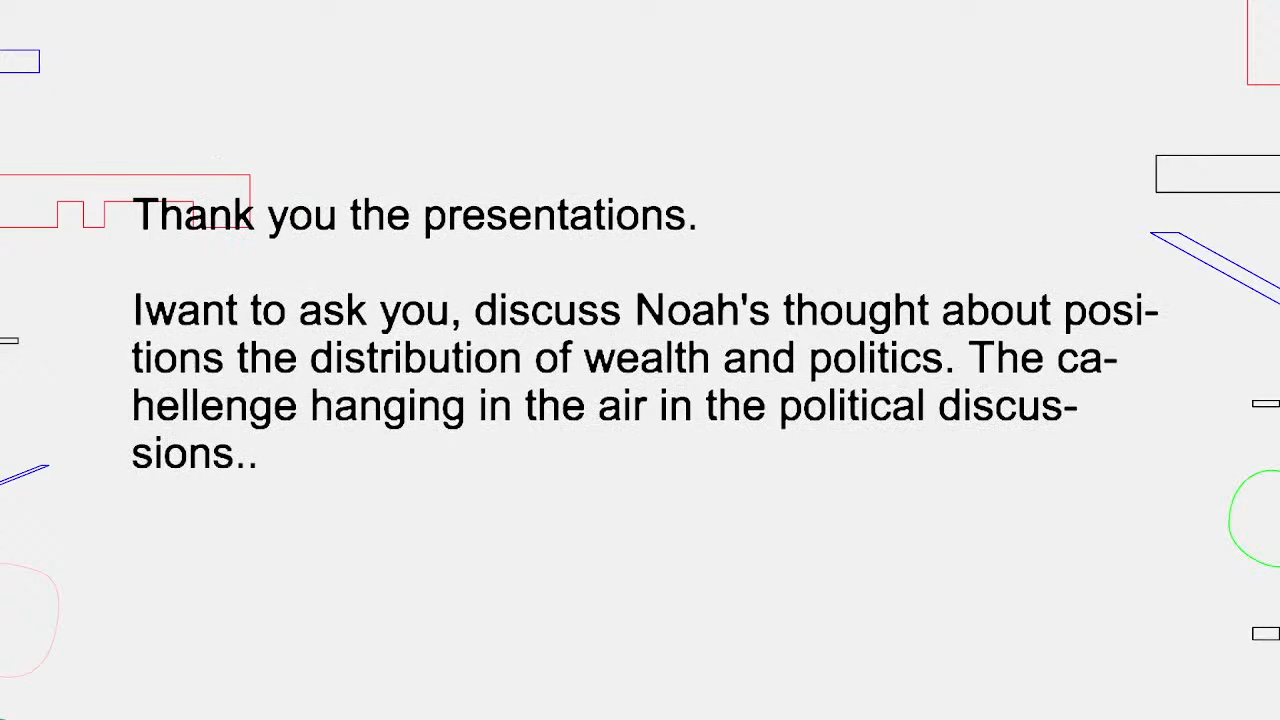 Thank you the presentations.
Iwant to ask you, discuss Noah's thought about posi-
tions the distribution of wealth and politics. The ca-
hellenge hanging in the air in the political discus-
sions..